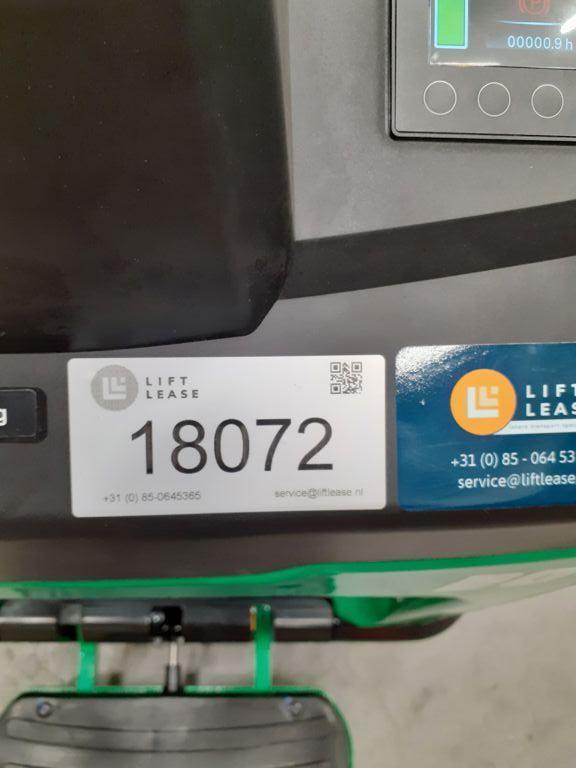 00000.9 h
g
LIFT
LEASE
18072
+31 (0) 85-0645365
service@liftlease.nl
LIFT
LEAS
+31 (0) 85 - 064 53
service@liftlease